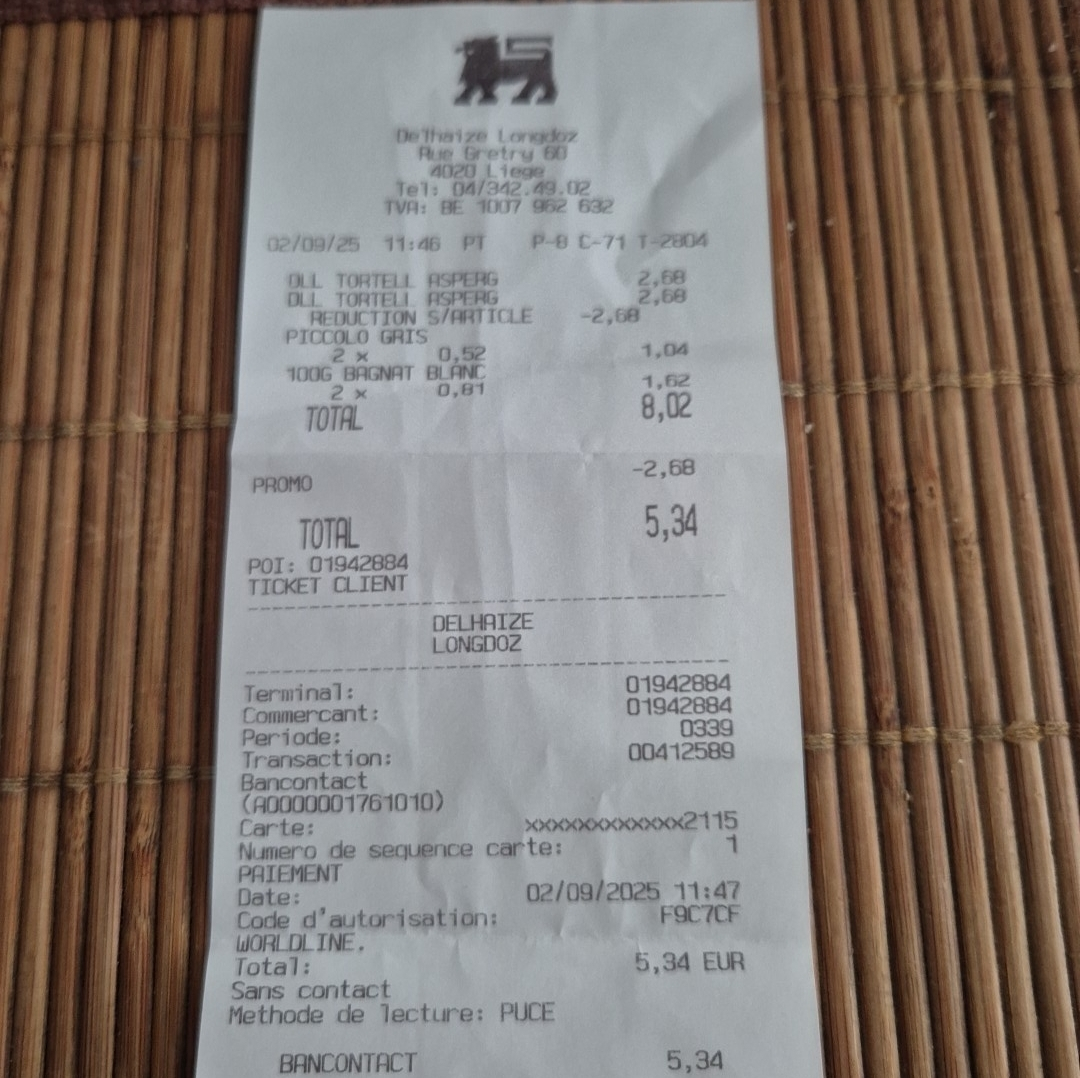 Delhaize Longdoz
Rue Gretry 60
4020 Liege
Tel: 04/342.49.02
TVA: BE 1007 962 632
02/09/25 11:46 PT P-8 C-71 T-2804
DLL TORTELL ASPERG 2,68
DLL TORTELL ASPERG 2,68
REDUCTION S/ARTICLE -2,68
PICCOLO GRIS
2 x 0,52 1,04
100G BAGNAT BLANC
2 x 0,81 1,62
TOTAL 8,02
PROMO -2,68
TOTAL 5,34
POI: 01942884
TICKET CLIENT
DELHAIZE
LONGDOZ
Terminal: 01942884
Commercant: 01942884
Periode: 0339
Transaction: 00412589
Bancontact
(A0000001761010)
Carte: xxxxxxxxxxxxx2115
Numero de sequence carte: 1
PAIEMENT
Date: 02/09/2025 11:47
Code d'autorisation: F9C7CF
WORLDLINE.
Total: 5,34 EUR
Sans contact
Methode de lecture: PUCE
BANCONTACT 5,34